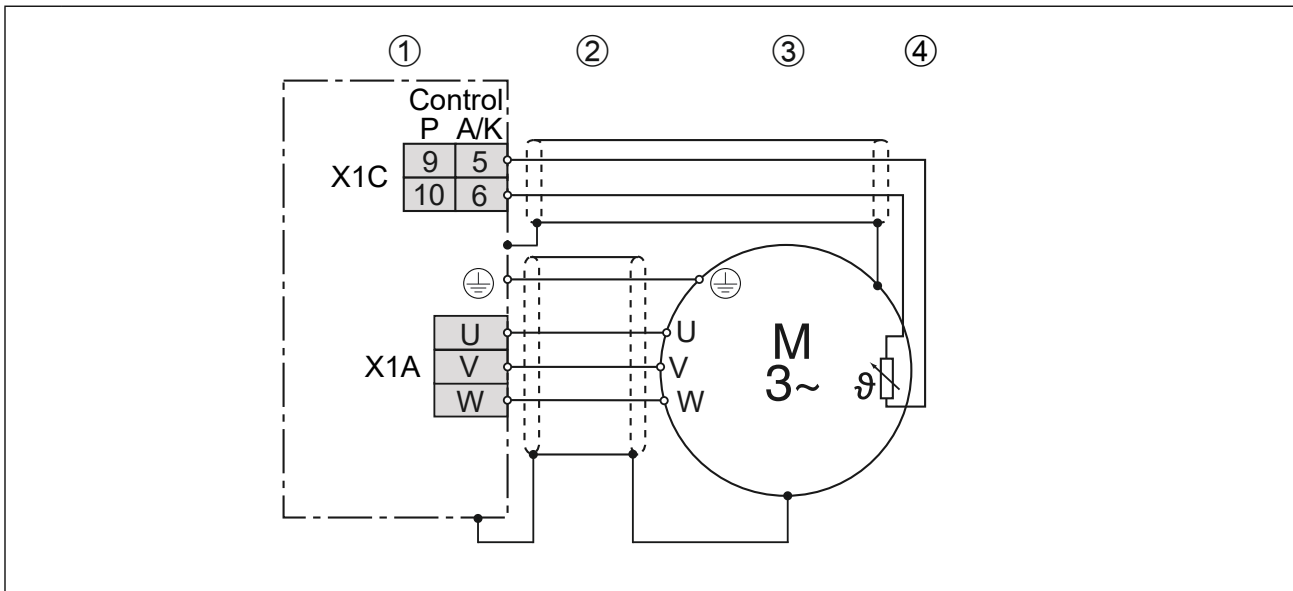 ① ② ③ ④
Control
P A/K
X1C
9 5
10 6
X1A
U
V
W
U
V
W
M
3~
ϑ